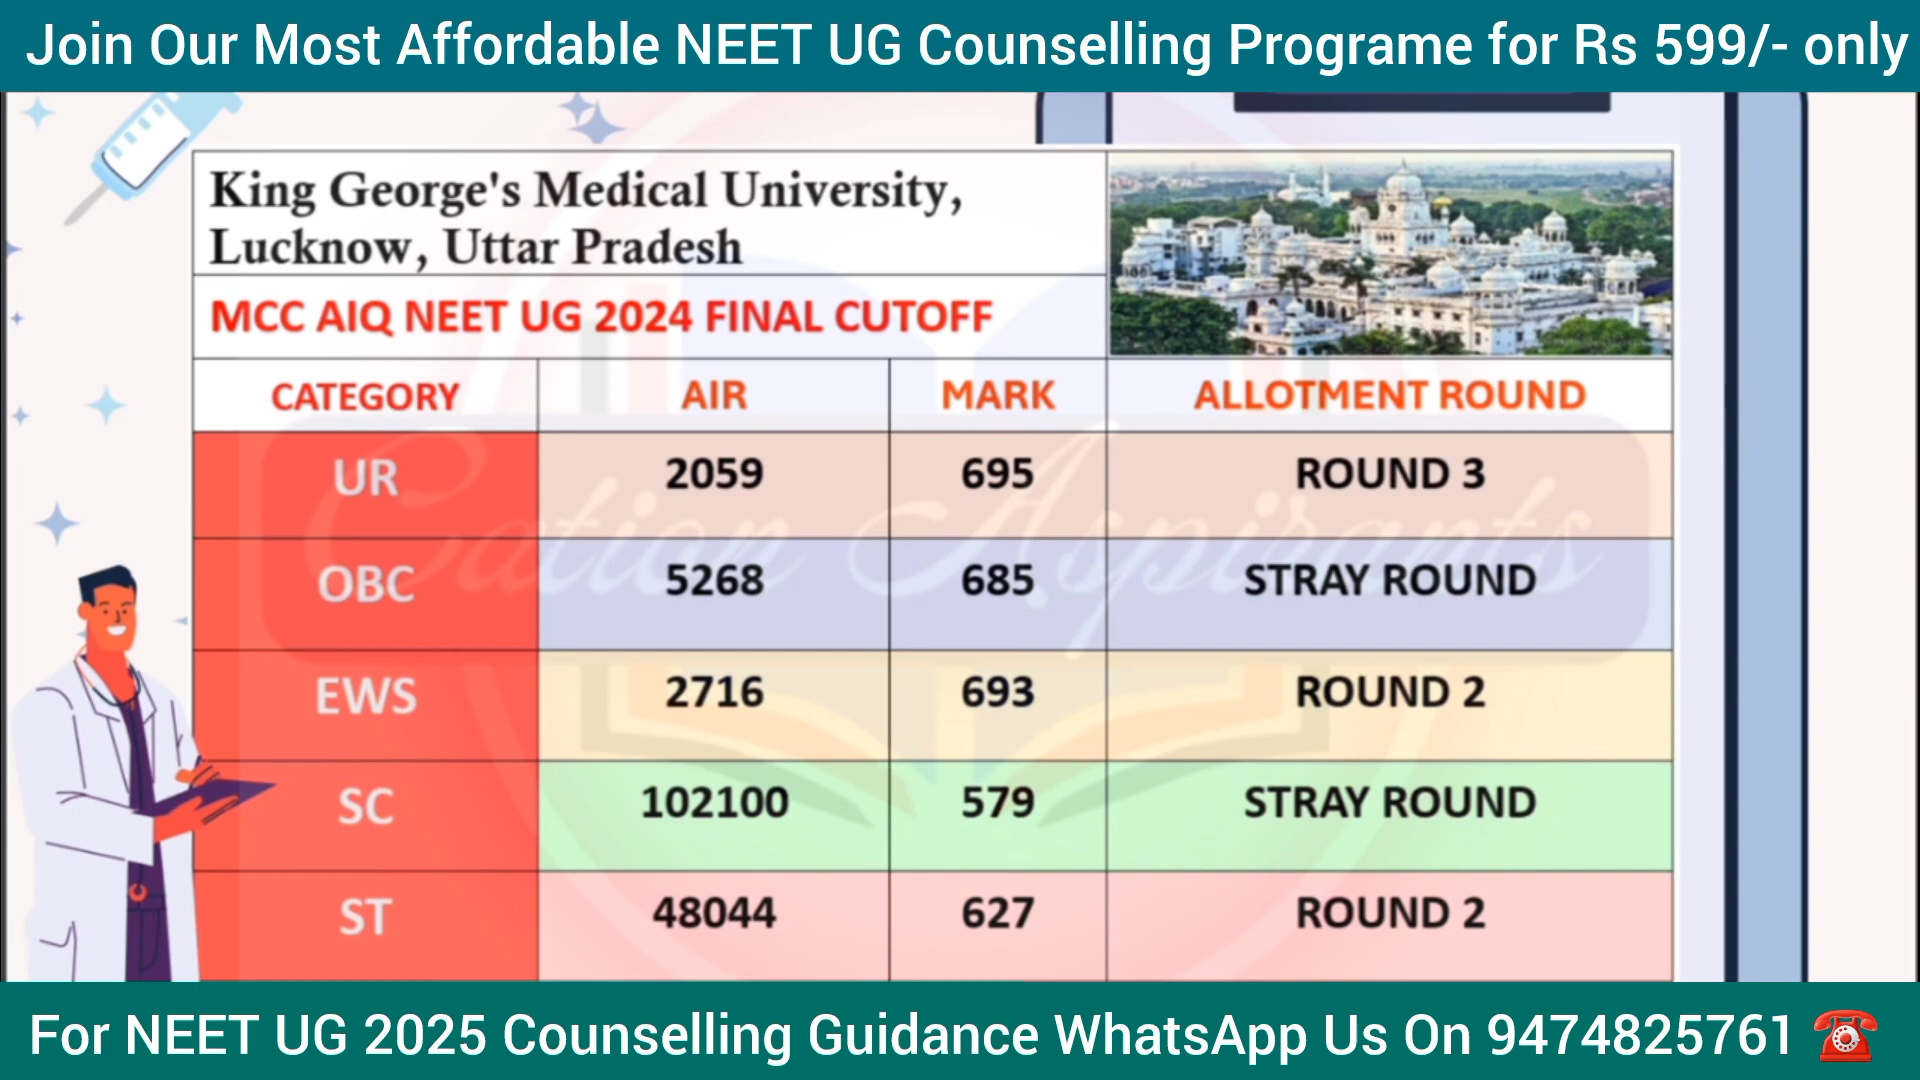 Join Our Most Affordable NEET UG Counselling Programe for Rs 599/- only
King George's Medical University,
Lucknow, Uttar Pradesh
MCC AIQ NEET UG 2024 FINAL CUTOFF
CATEGORY AIR MARK ALLOTMENT ROUND
UR 2059 695 ROUND 3
OBC 5268 685 STRAY ROUND
EWS 2716 693 ROUND 2
SC 102100 579 STRAY ROUND
ST 48044 627 ROUND 2
Cation Aspirants
For NEET UG 2025 Counselling Guidance WhatsApp Us On 9474825761